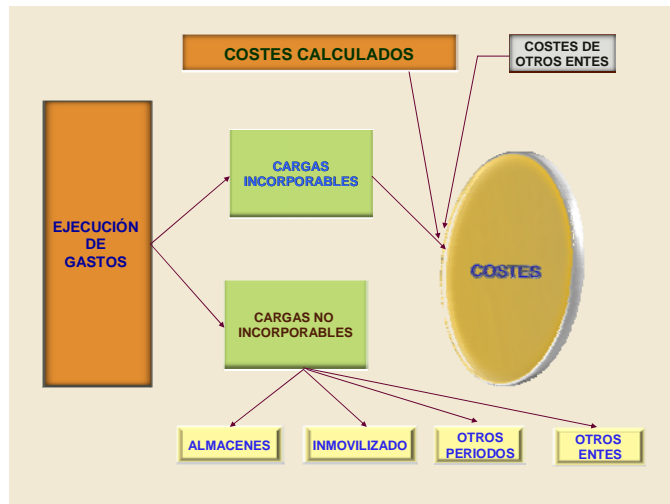 COSTES CALCULADOS
COSTES DE
OTROS ENTES
CARGAS
INCORPORABLES
EJECUCIÓN
DE
GASTOS
COSTES
CARGAS NO
INCORPORABLES
ALMACENES
INMOVILIZADO
OTROS
PERIODOS
OTROS
ENTES